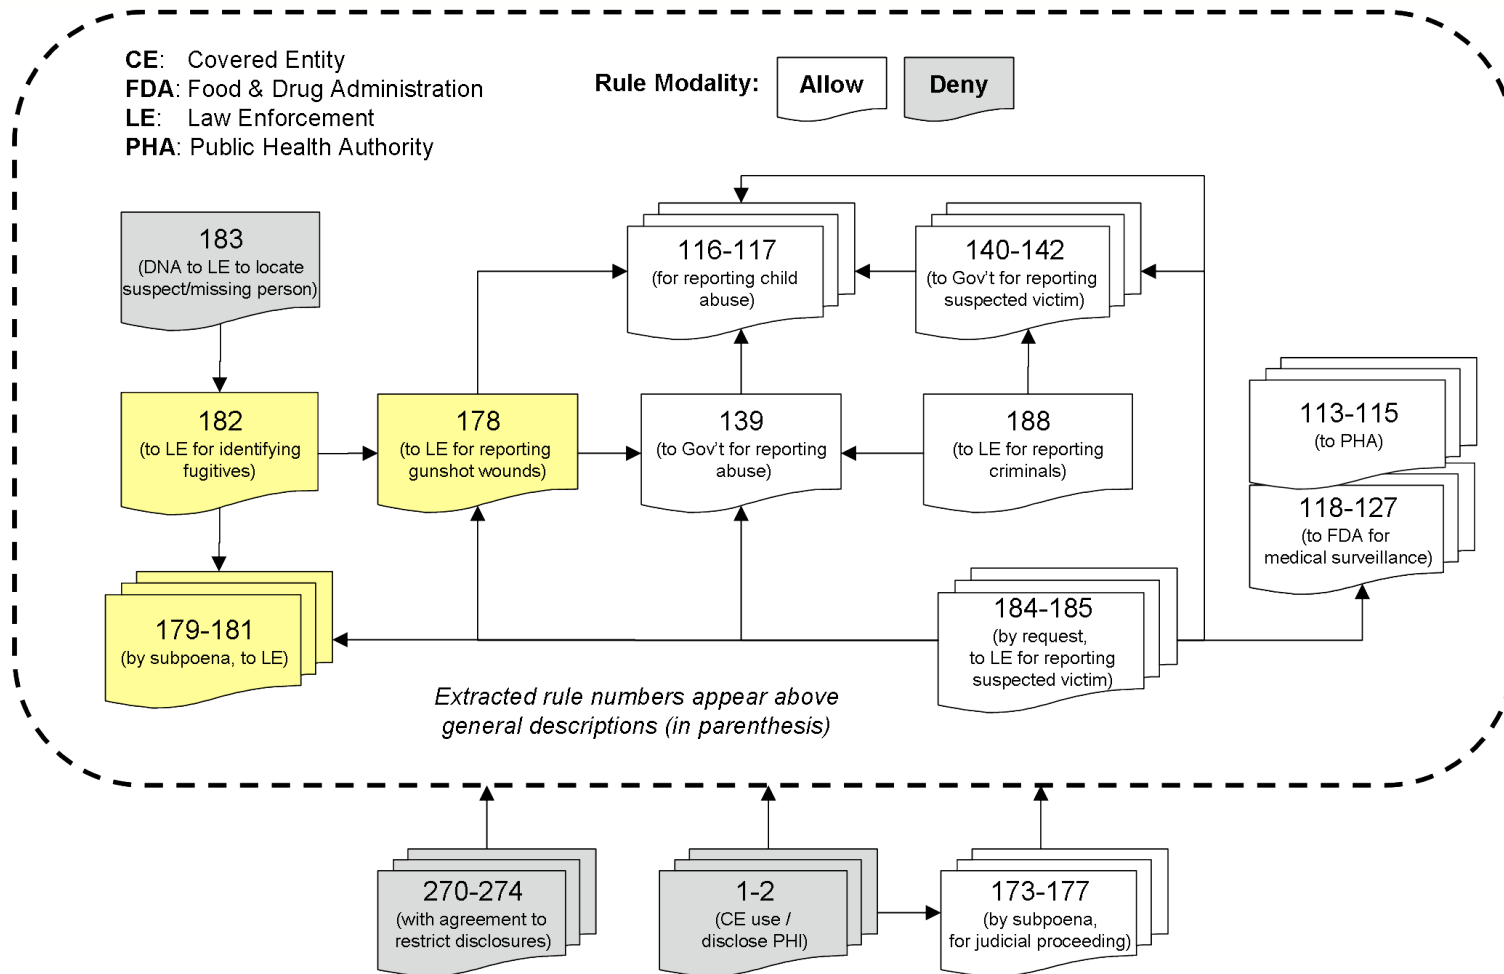 CE: Covered Entity
FDA: Food & Drug Administration
LE: Law Enforcement
PHA: Public Health Authority
Rule Modality:
Allow
Deny
183
(DNA to LE to locate
suspect/missing person)
116-117
(for reporting child
abuse)
140-142
(to Gov't for reporting
suspected victim)
182
(to LE for identifying
fugitives)
178
(to LE for reporting
gunshot wounds)
139
(to Gov't for reporting
abuse)
188
(to LE for reporting
criminals)
113-115
(to PHA)
118-127
(to FDA for
medical surveillance)
179-181
(by subpoena, to LE)
184-185
(by request,
to LE for reporting
suspected victim)
Extracted rule numbers appear above
general descriptions (in parenthesis)
270-274
(with agreement to
restrict disclosures)
1-2
(CE use /
disclose PHI)
173-177
(by subpoena,
for judicial proceeding)